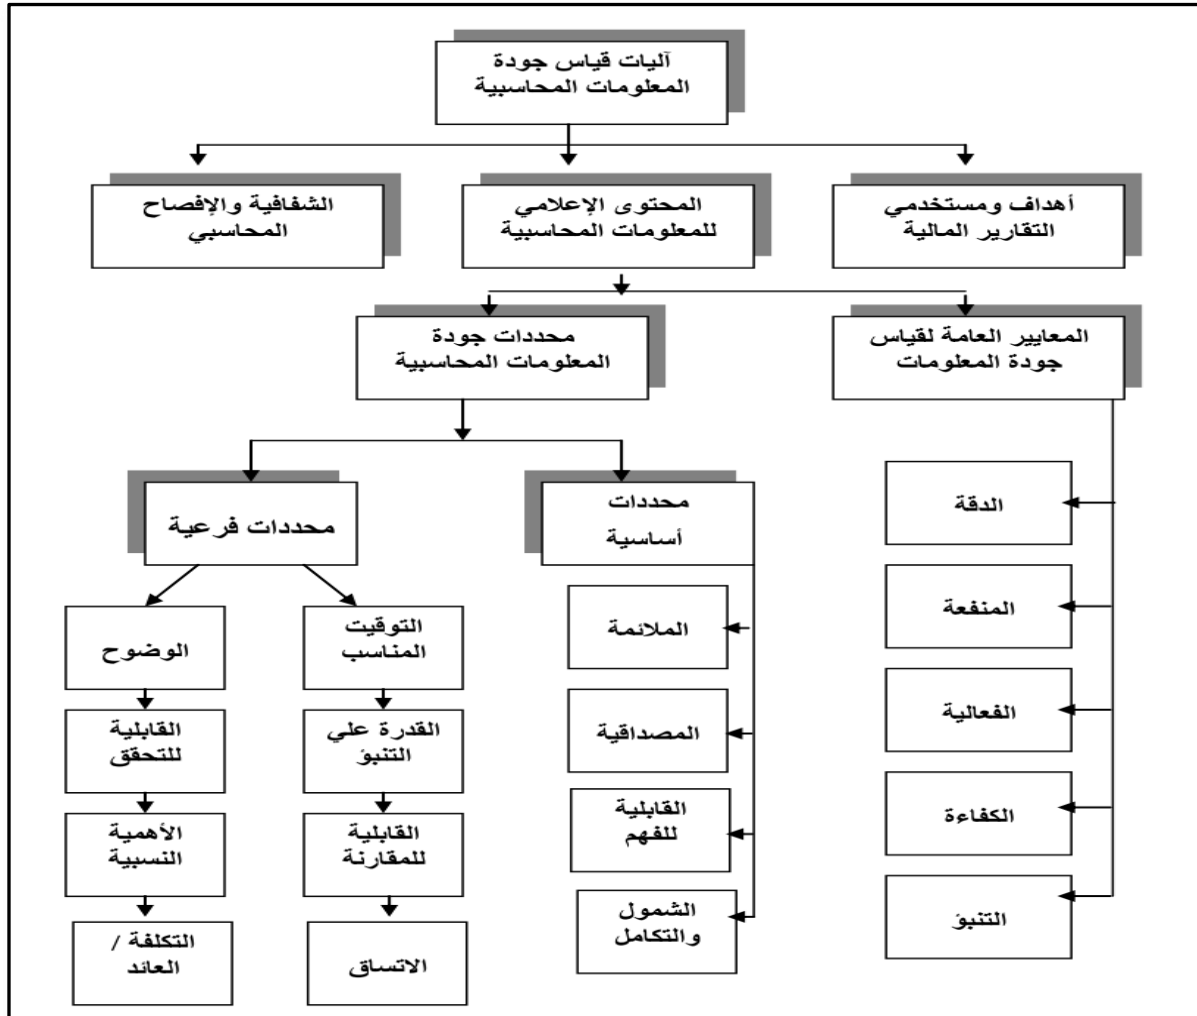 آليات قياس جودة
المعلومات المحاسبية
أهداف ومستخدمي
التقارير المالية
المحتوى الإعلامي
للمعلومات المحاسبية
الشفافية والإفصاح
المحاسبي
المعايير العامة لقياس
جودة المعلومات
محددات جودة
المعلومات المحاسبية
الدقة
المنفعة
الفعالية
الكفاءة
التنبؤ
محددات
أساسية
الملائمة
المصداقية
القابلية
للفهم
الشمول
والتكامل
محددات فرعية
التوقيت
المناسب
القدرة علي
التنبؤ
القابلية
للمقارنة
الاتساق
الوضوح
القابلية
للتحقق
الأهمية
النسبية
التكلفة /
العائد